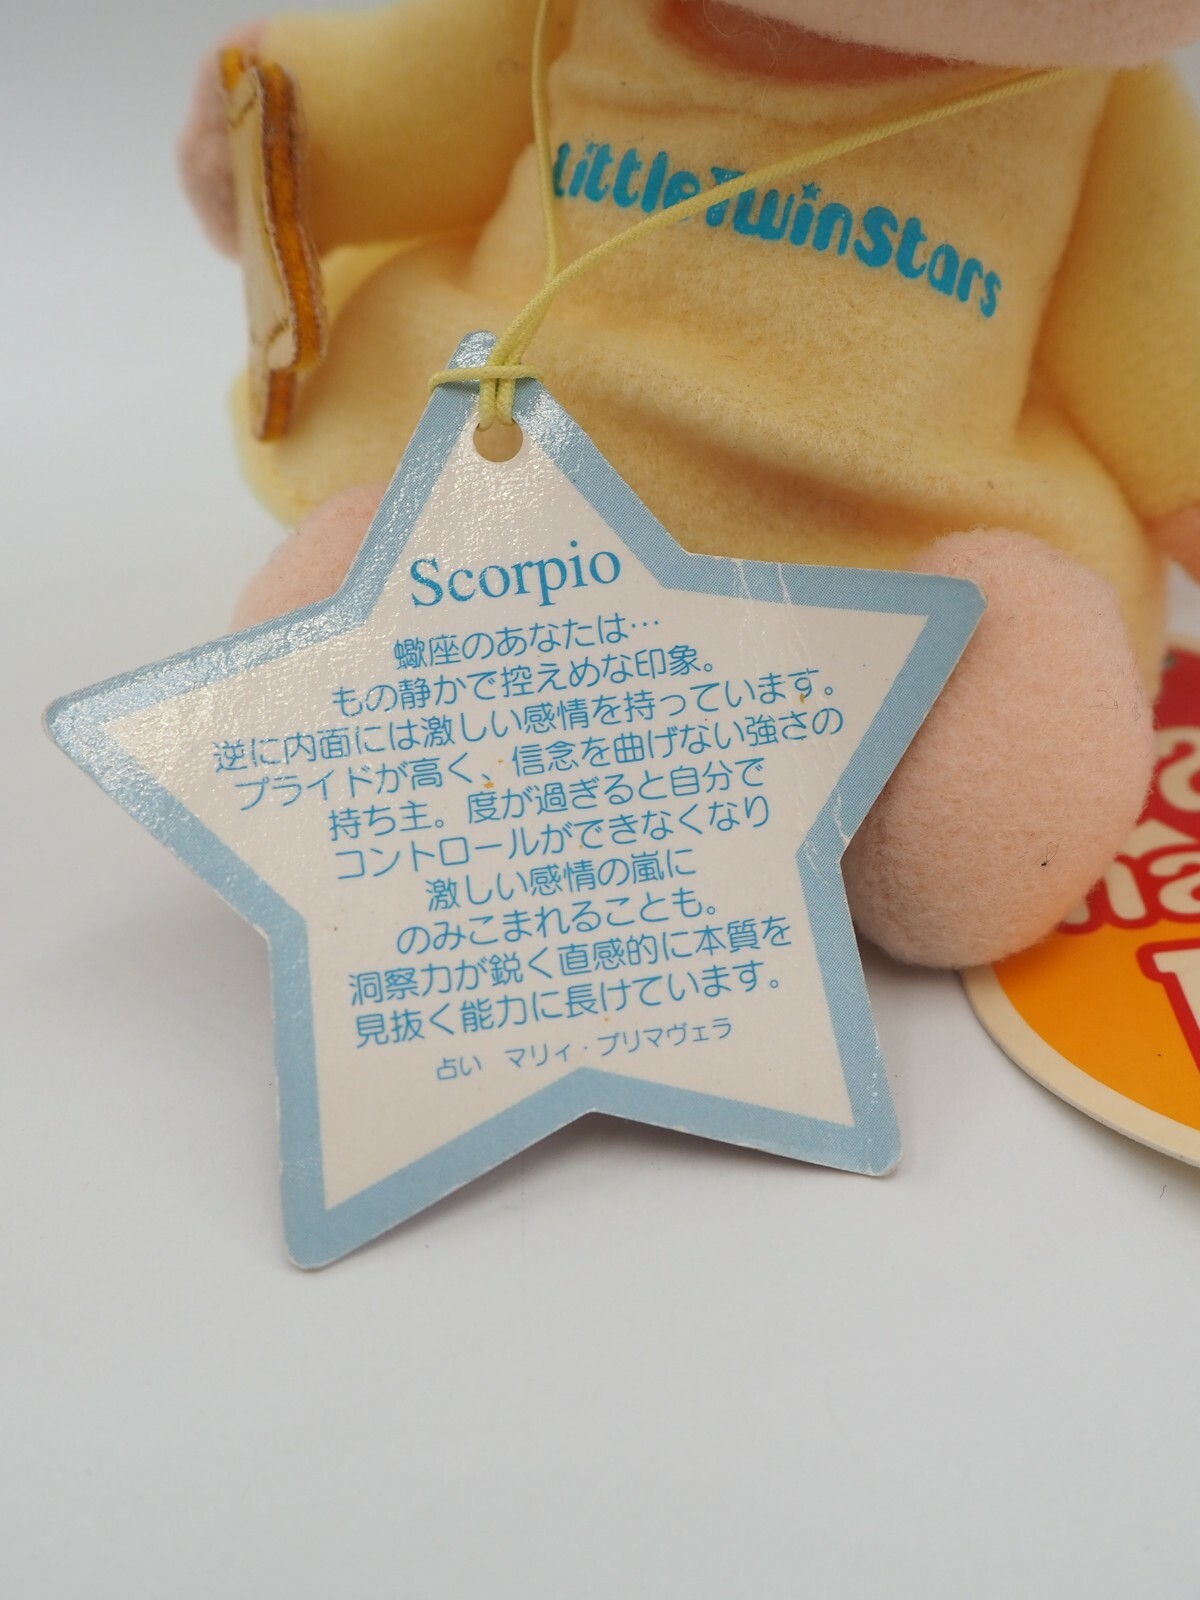 LittleTwinStars
Scorpio
蠍座のあなたは…
もの静かで控えめな印象。
逆に内面には激しい感情を持っています。
プライドが高く、信念を曲げない強さの
持ち主。度が過ぎると自分で
コントロールができなくなり
激しい感情の嵐に
のみこまれることも。
洞察力が鋭く直感的に本質を
見抜く能力に長けています。
占い　マリィ・プリマヴェラ